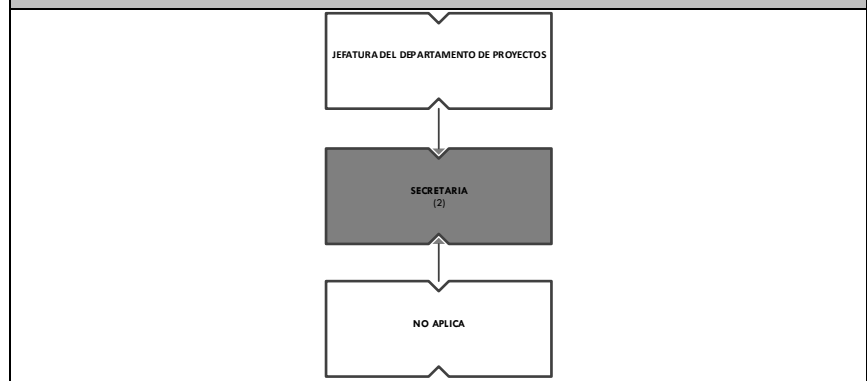 JEFATURA DEL DEPARTAMENTO DE PROYECTOS
SECRETARIA
(2)
NO APLICA